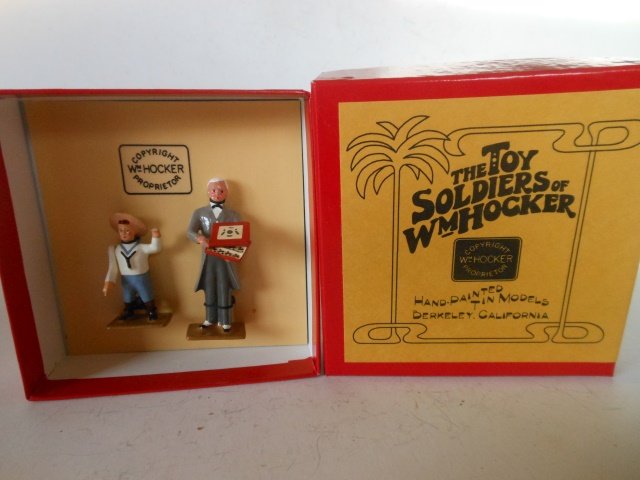 COPYRIGHT
WM HOCKER
PROPRIETOR
THE TOY
SOLDIERS OF
WM HOCKER
COPYRIGHT
WM HOCKER
PROPRIETOR
HAND-PAINTED
TIN MODELS
BERKELEY, CALIFORNIA